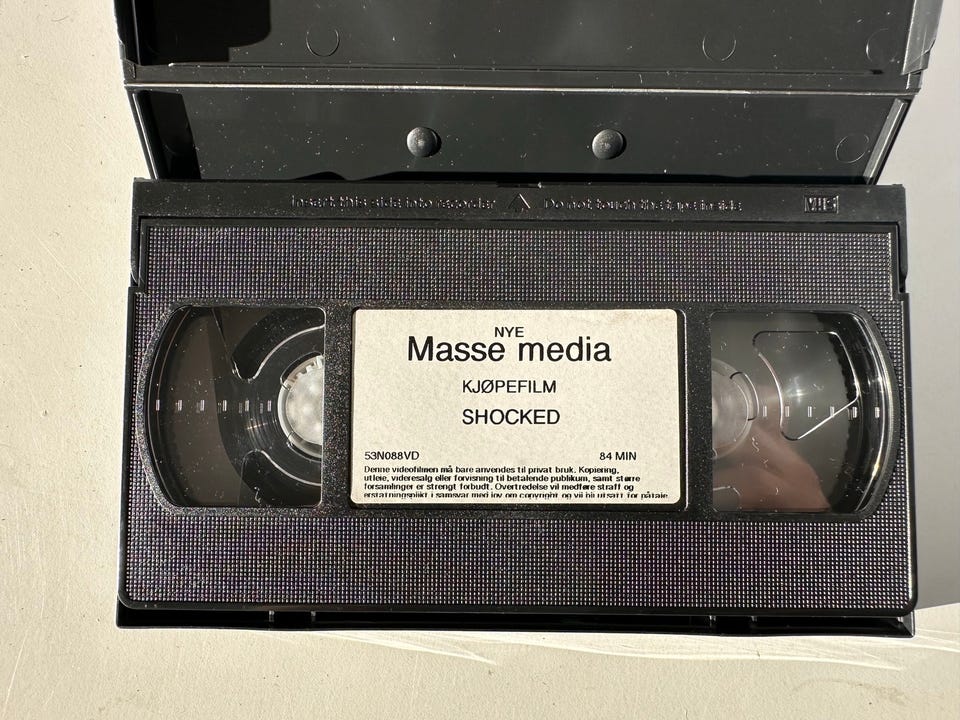 Insert this side into recorder Do not touch the tape inside VHS
NYE
Masse media
KJØPEFILM
SHOCKED
53N088VD 84 MIN
Denne videofilmen må bare anvendes til privat bruk. Kopiering,
utleie, videresalg eller forvisning til betalende publikum, samt større
forsamlinger er strengt forbudt. Overtredelse vil medføre straff og
erstatningsplikt i samsvar med lov om copyright og vil bli utsatt for påtale.